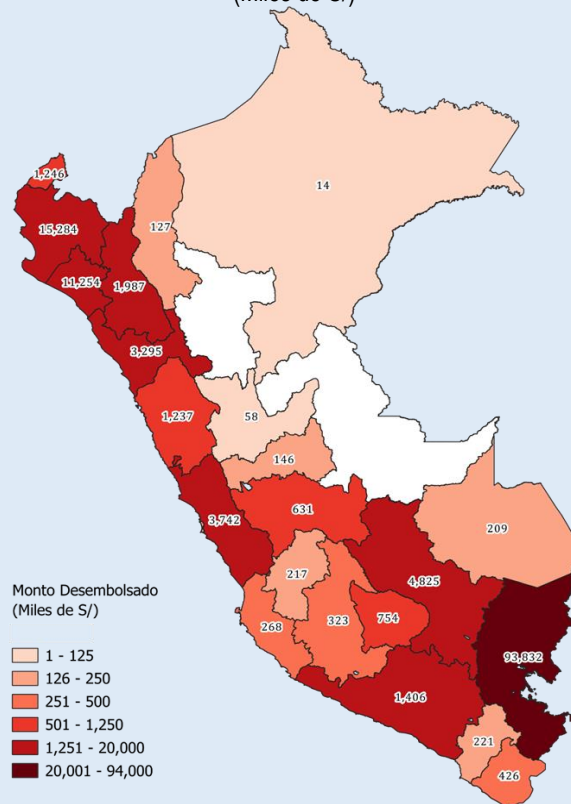 (Miles de S/)
14
1,246
127
15,284
11,254
1,987
3,295
1,237
58
146
3,742
631
209
217
4,825
268
323
754
93,832
1,406
221
426
Monto Desembolsado
(Miles de S/)
1 - 125
126 - 250
251 - 500
501 - 1,250
1,251 - 20,000
20,001 - 94,000